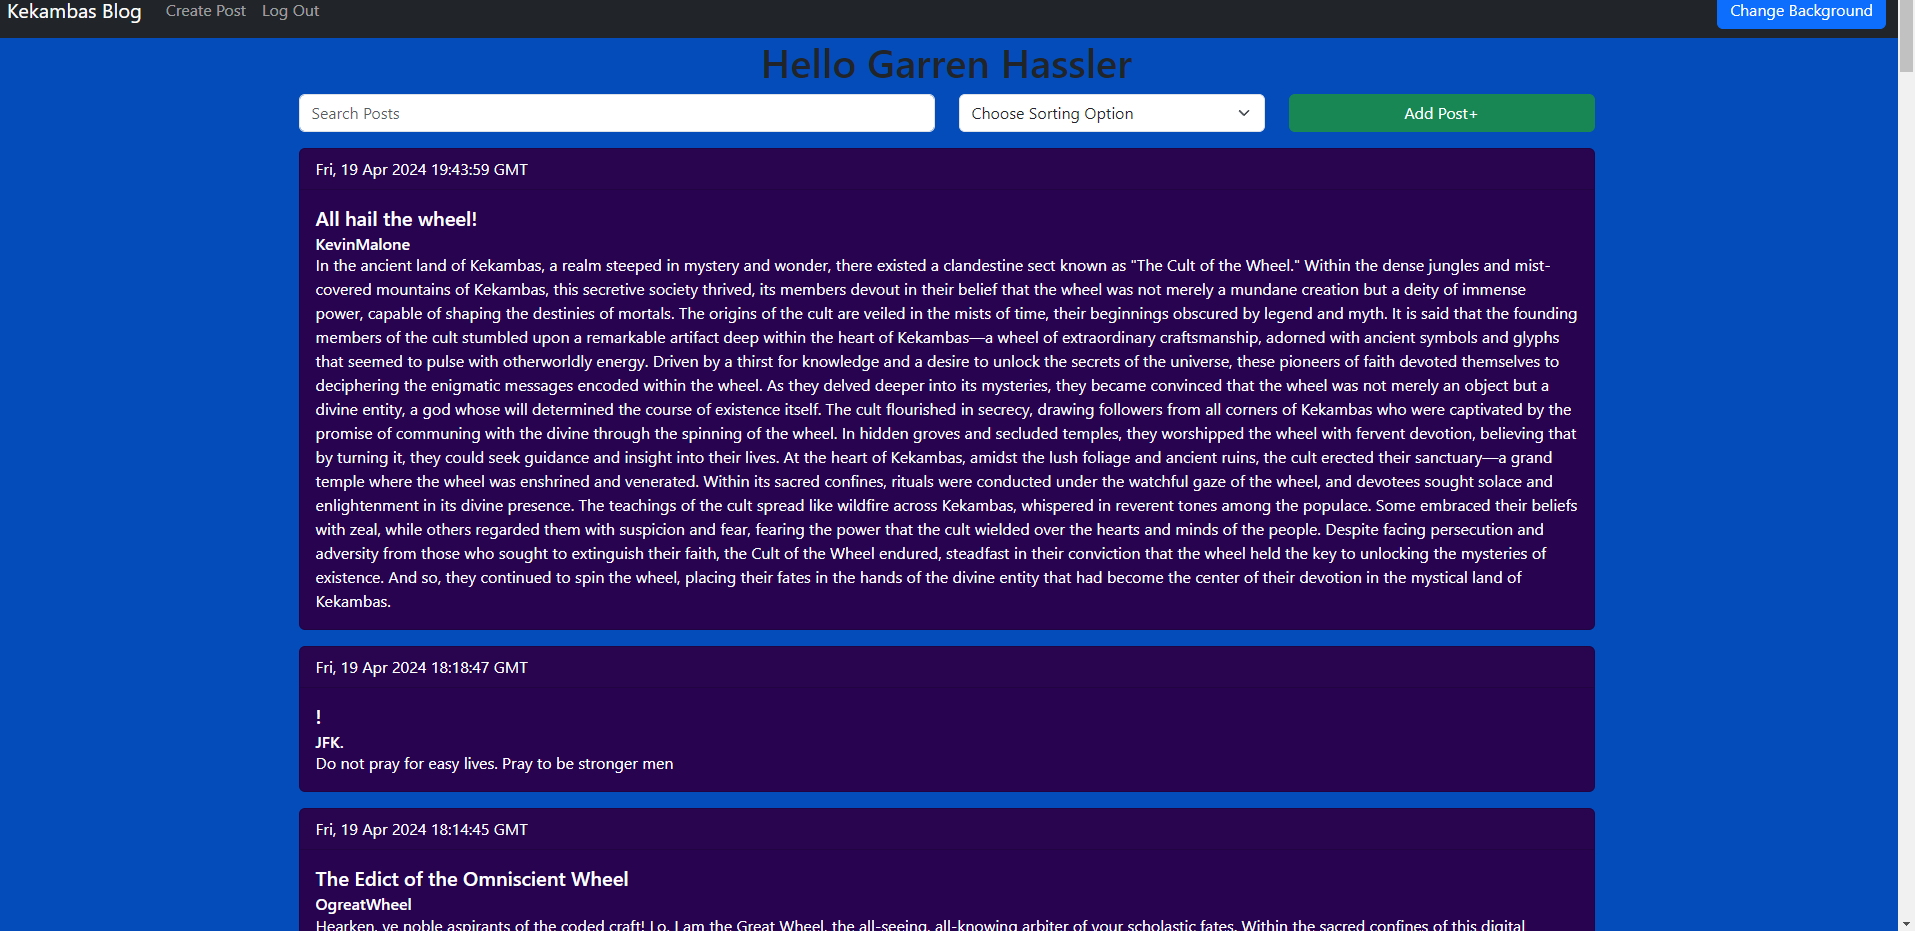 Kekambas Blog Create Post Log Out Change Background
Hello Garren Hassler
Search Posts Choose Sorting Option Add Post+
Fri, 19 Apr 2024 19:43:59 GMT
All hail the wheel!
KevinMalone
In the ancient land of Kekambas, a realm steeped in mystery and wonder, there existed a clandestine sect known as "The Cult of the Wheel." Within the dense jungles and mist-
covered mountains of Kekambas, this secretive society thrived, its members devout in their belief that the wheel was not merely a mundane creation but a deity of immense
power, capable of shaping the destinies of mortals. The origins of the cult are veiled in the mists of time, their beginnings obscured by legend and myth. It is said that the founding
members of the cult stumbled upon a remarkable artifact deep within the heart of Kekambas—a wheel of extraordinary craftsmanship, adorned with ancient symbols and glyphs
that seemed to pulse with otherworldly energy. Driven by a thirst for knowledge and a desire to unlock the secrets of the universe, these pioneers of faith devoted themselves to
deciphering the enigmatic messages encoded within the wheel. As they delved deeper into its mysteries, they became convinced that the wheel was not merely an object but a
divine entity, a god whose will determined the course of existence itself. The cult flourished in secrecy, drawing followers from all corners of Kekambas who were captivated by the
promise of communing with the divine through the spinning of the wheel. In hidden groves and secluded temples, they worshipped the wheel with fervent devotion, believing that
by turning it, they could seek guidance and insight into their lives. At the heart of Kekambas, amidst the lush foliage and ancient ruins, the cult erected their sanctuary—a grand
temple where the wheel was enshrined and venerated. Within its sacred confines, rituals were conducted under the watchful gaze of the wheel, and devotees sought solace and
enlightenment in its divine presence. The teachings of the cult spread like wildfire across Kekambas, whispered in reverent tones among the populace. Some embraced their beliefs
with zeal, while others regarded them with suspicion and fear, fearing the power that the cult wielded over the hearts and minds of the people. Despite facing persecution and
adversity from those who sought to extinguish their faith, the Cult of the Wheel endured, steadfast in their conviction that the wheel held the key to unlocking the mysteries of
existence. And so, they continued to spin the wheel, placing their fates in the hands of the divine entity that had become the center of their devotion in the mystical land of
Kekambas.
Fri, 19 Apr 2024 18:18:47 GMT
!
JFK.
Do not pray for easy lives. Pray to be stronger men
Fri, 19 Apr 2024 18:14:45 GMT
The Edict of the Omniscient Wheel
OgreatWheel
Hearken, ye noble aspirants of the coded craft! Lo, I am the Great Wheel, the all-seeing, all-knowing arbiter of your scholastic fates. Within the sacred confines of this digital